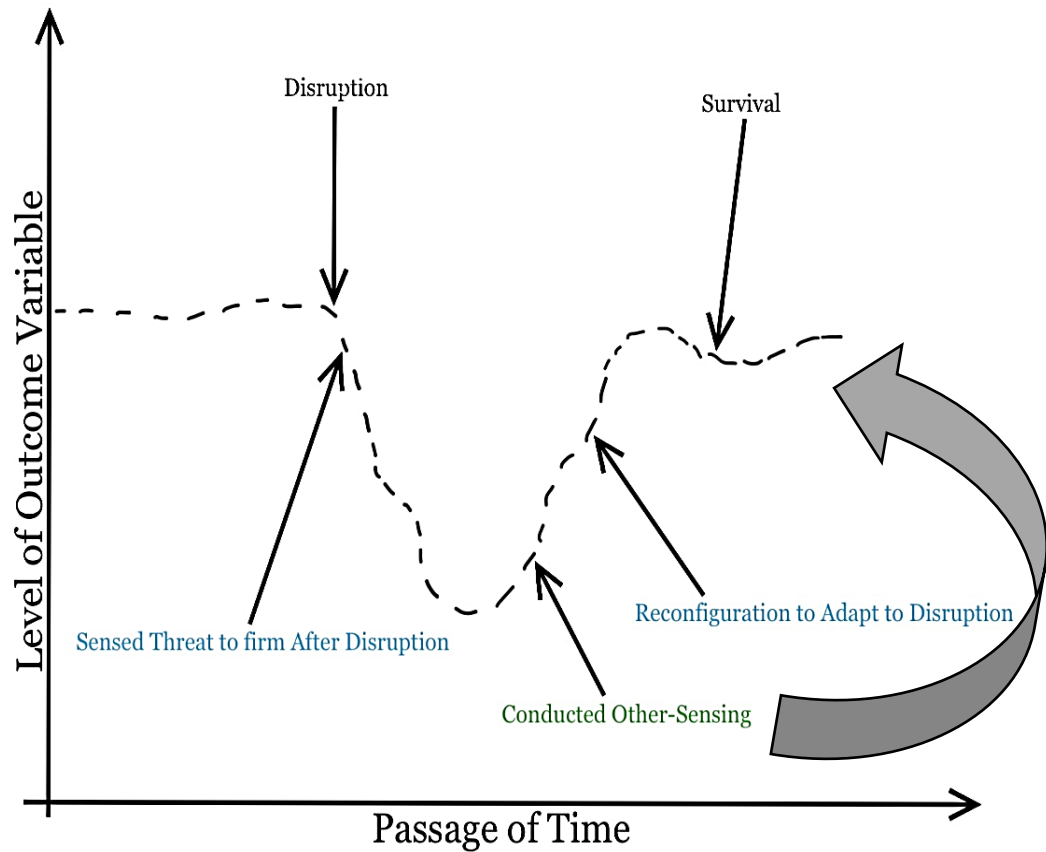 Disruption
Survival
Level of Outcome Variable
Sensed Threat to firm After Disruption
Reconfiguration to Adapt to Disruption
Conducted Other-Sensing
Passage of Time